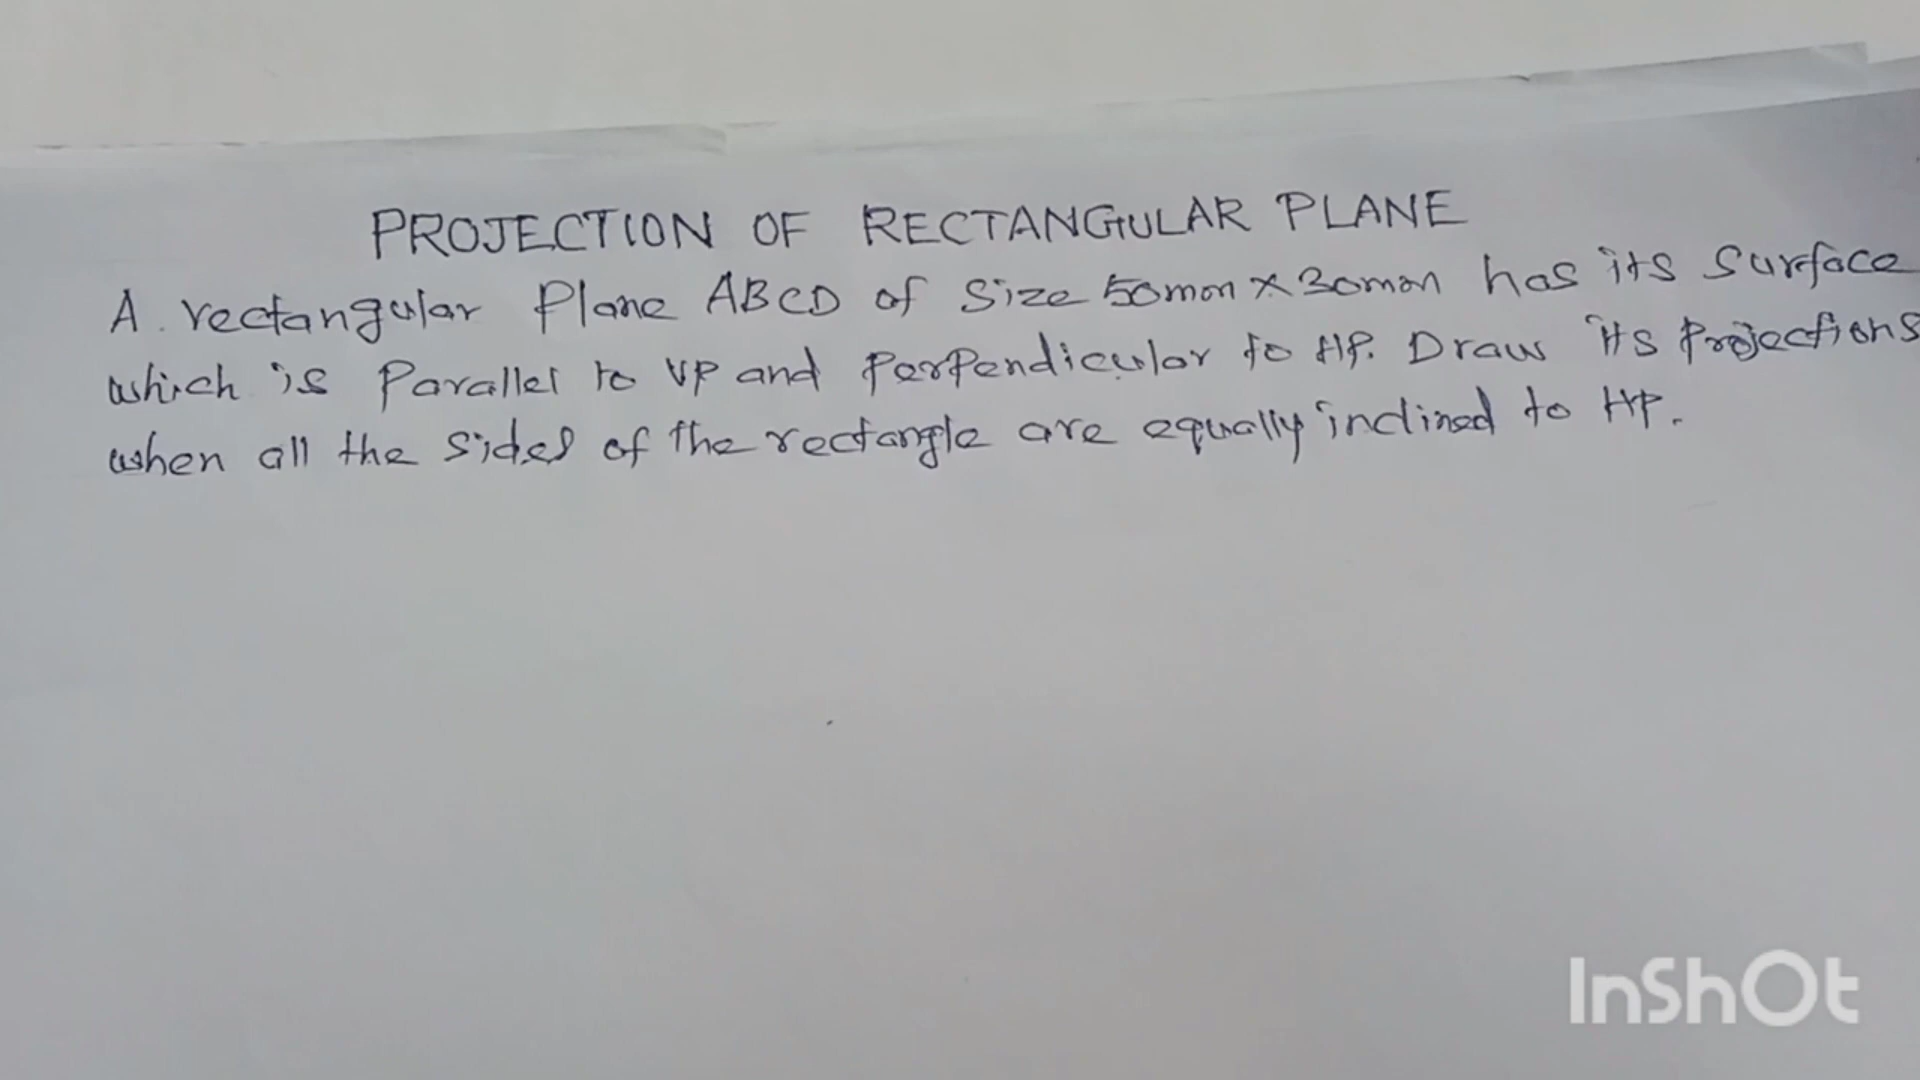 PROJECTION OF RECTANGULAR PLANE
A rectangular Plane ABCD of Size 50mm x 30mm has its Surface
which is Parallel to VP and Perpendicular to HP. Draw its Projections
when all the sides of the rectangle are equally inclined to HP.
InShOt